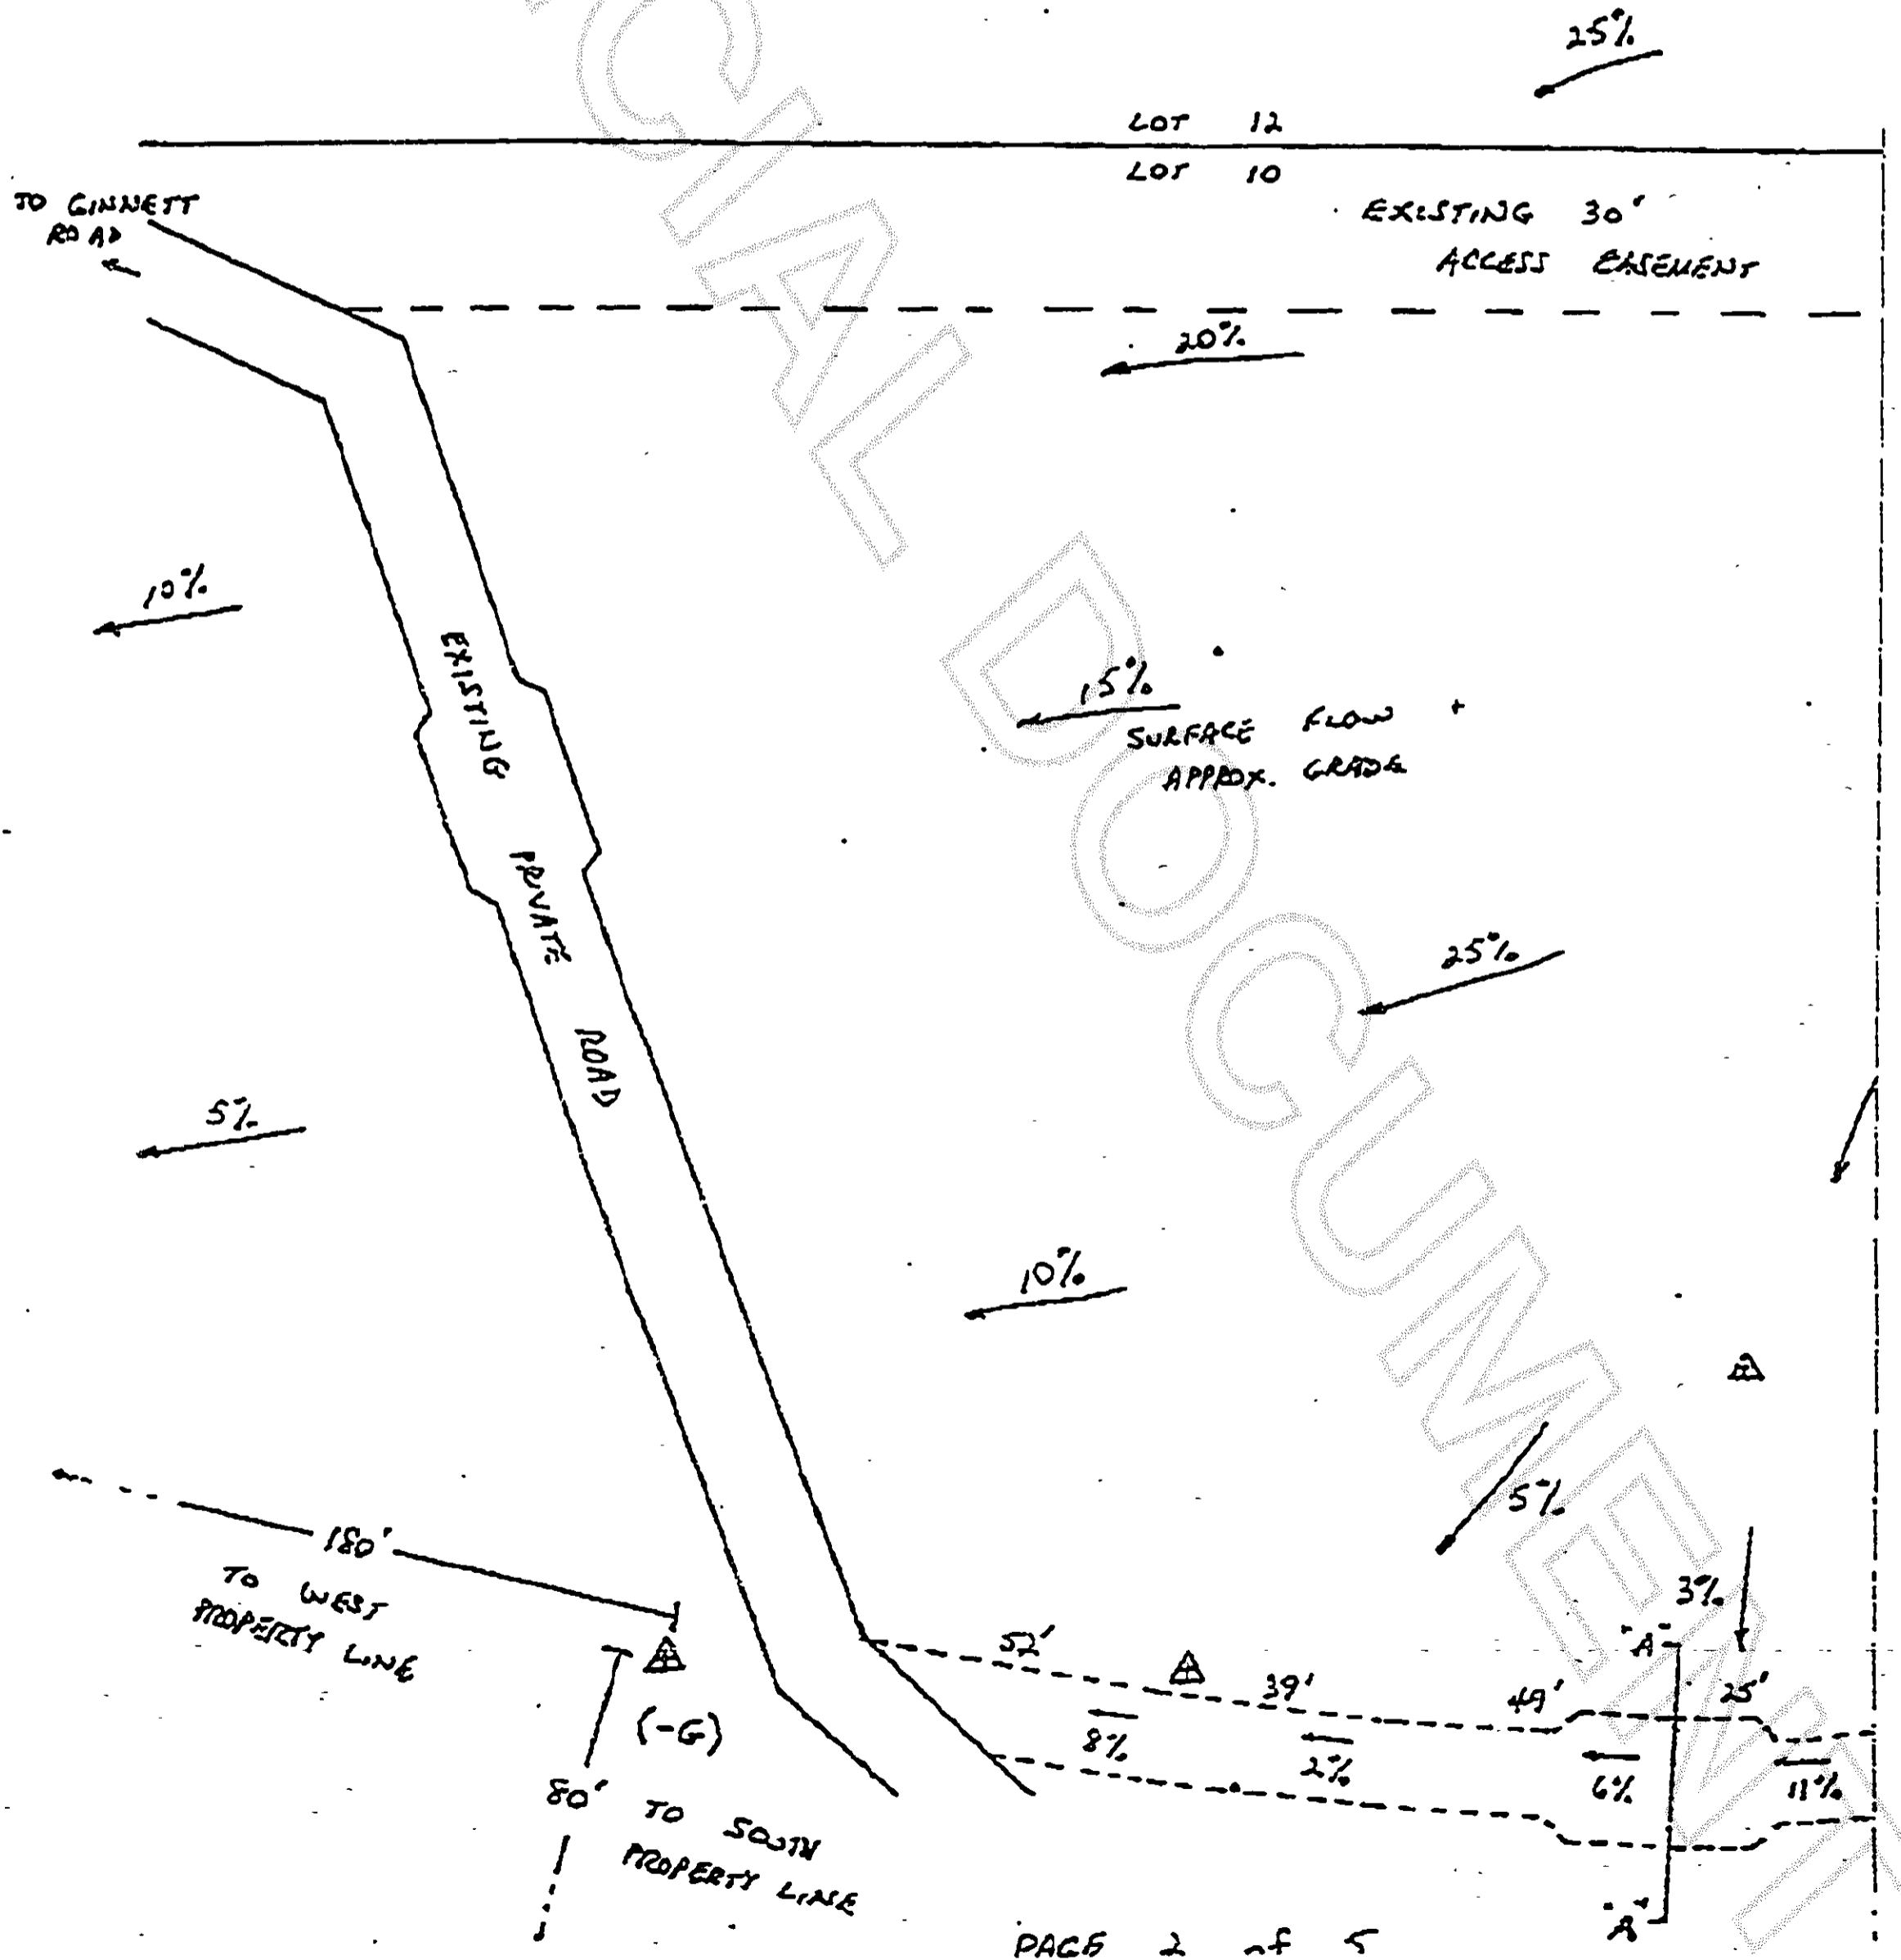 25%
LOT 12
LOT 10
TO GINNETT
ROAD
EXISTING 30'
ACCESS EASEMENT
20%
10%
EXISTING PRIVATE ROAD
15%
SURFACE FLOW +
APPROX. GRADE
25%
5%
10%
5%
180'
TO WEST
PROPERTY LINE
3%
"A"
52'
39'
49'
25'
(-G)
8%
2%
6%
11%
80' TO SOUTH
PROPERTY LINE
"A"
PAGE 2 of 5
CIAL DOCUMENT